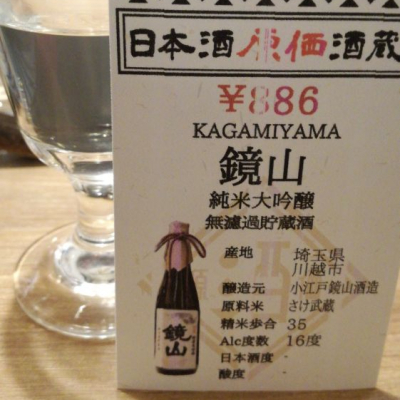 日本酒原価酒蔵
¥886
KAGAMIYAMA
鏡山
純米大吟醸
無濾過貯蔵酒
産地 埼玉県
川越市
醸造元 小江戸鏡山酒造
原料米 さけ武蔵
精米歩合 35
Alc度数 16度
日本酒度 -
酸度
鏡山